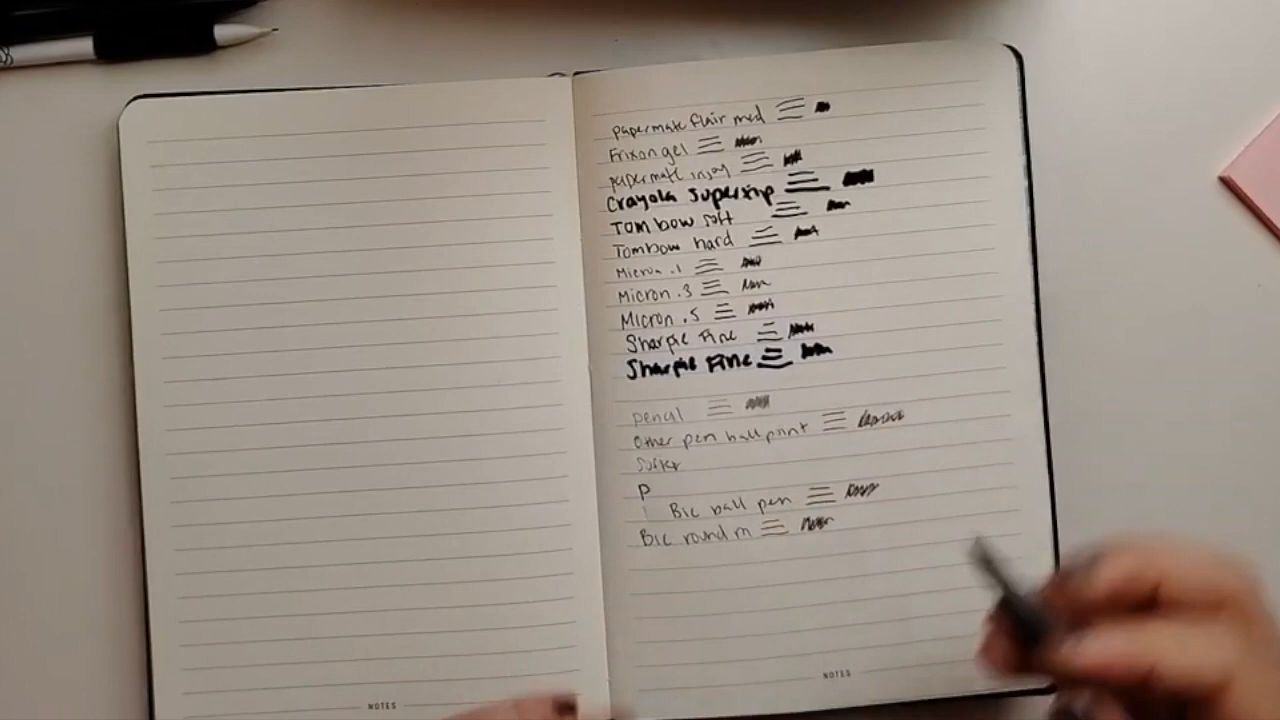 papermate flair med
Frixon gel
papermate injoy
Crayola Supertip
Tombow soft
Tombow hard
Micron .1
Micron .3
Micron .5
Sharpie Fine
Sharpie Fine
pencil
Other pen ball print
P
Bic ball pen
Bic round m
NOTES
NOTES